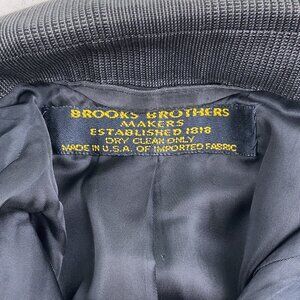 BROOKS BROTHERS
MAKERS
ESTABLISHED 1818
DRY CLEAN ONLY
MADE IN U.S.A. OF IMPORTED FABRIC